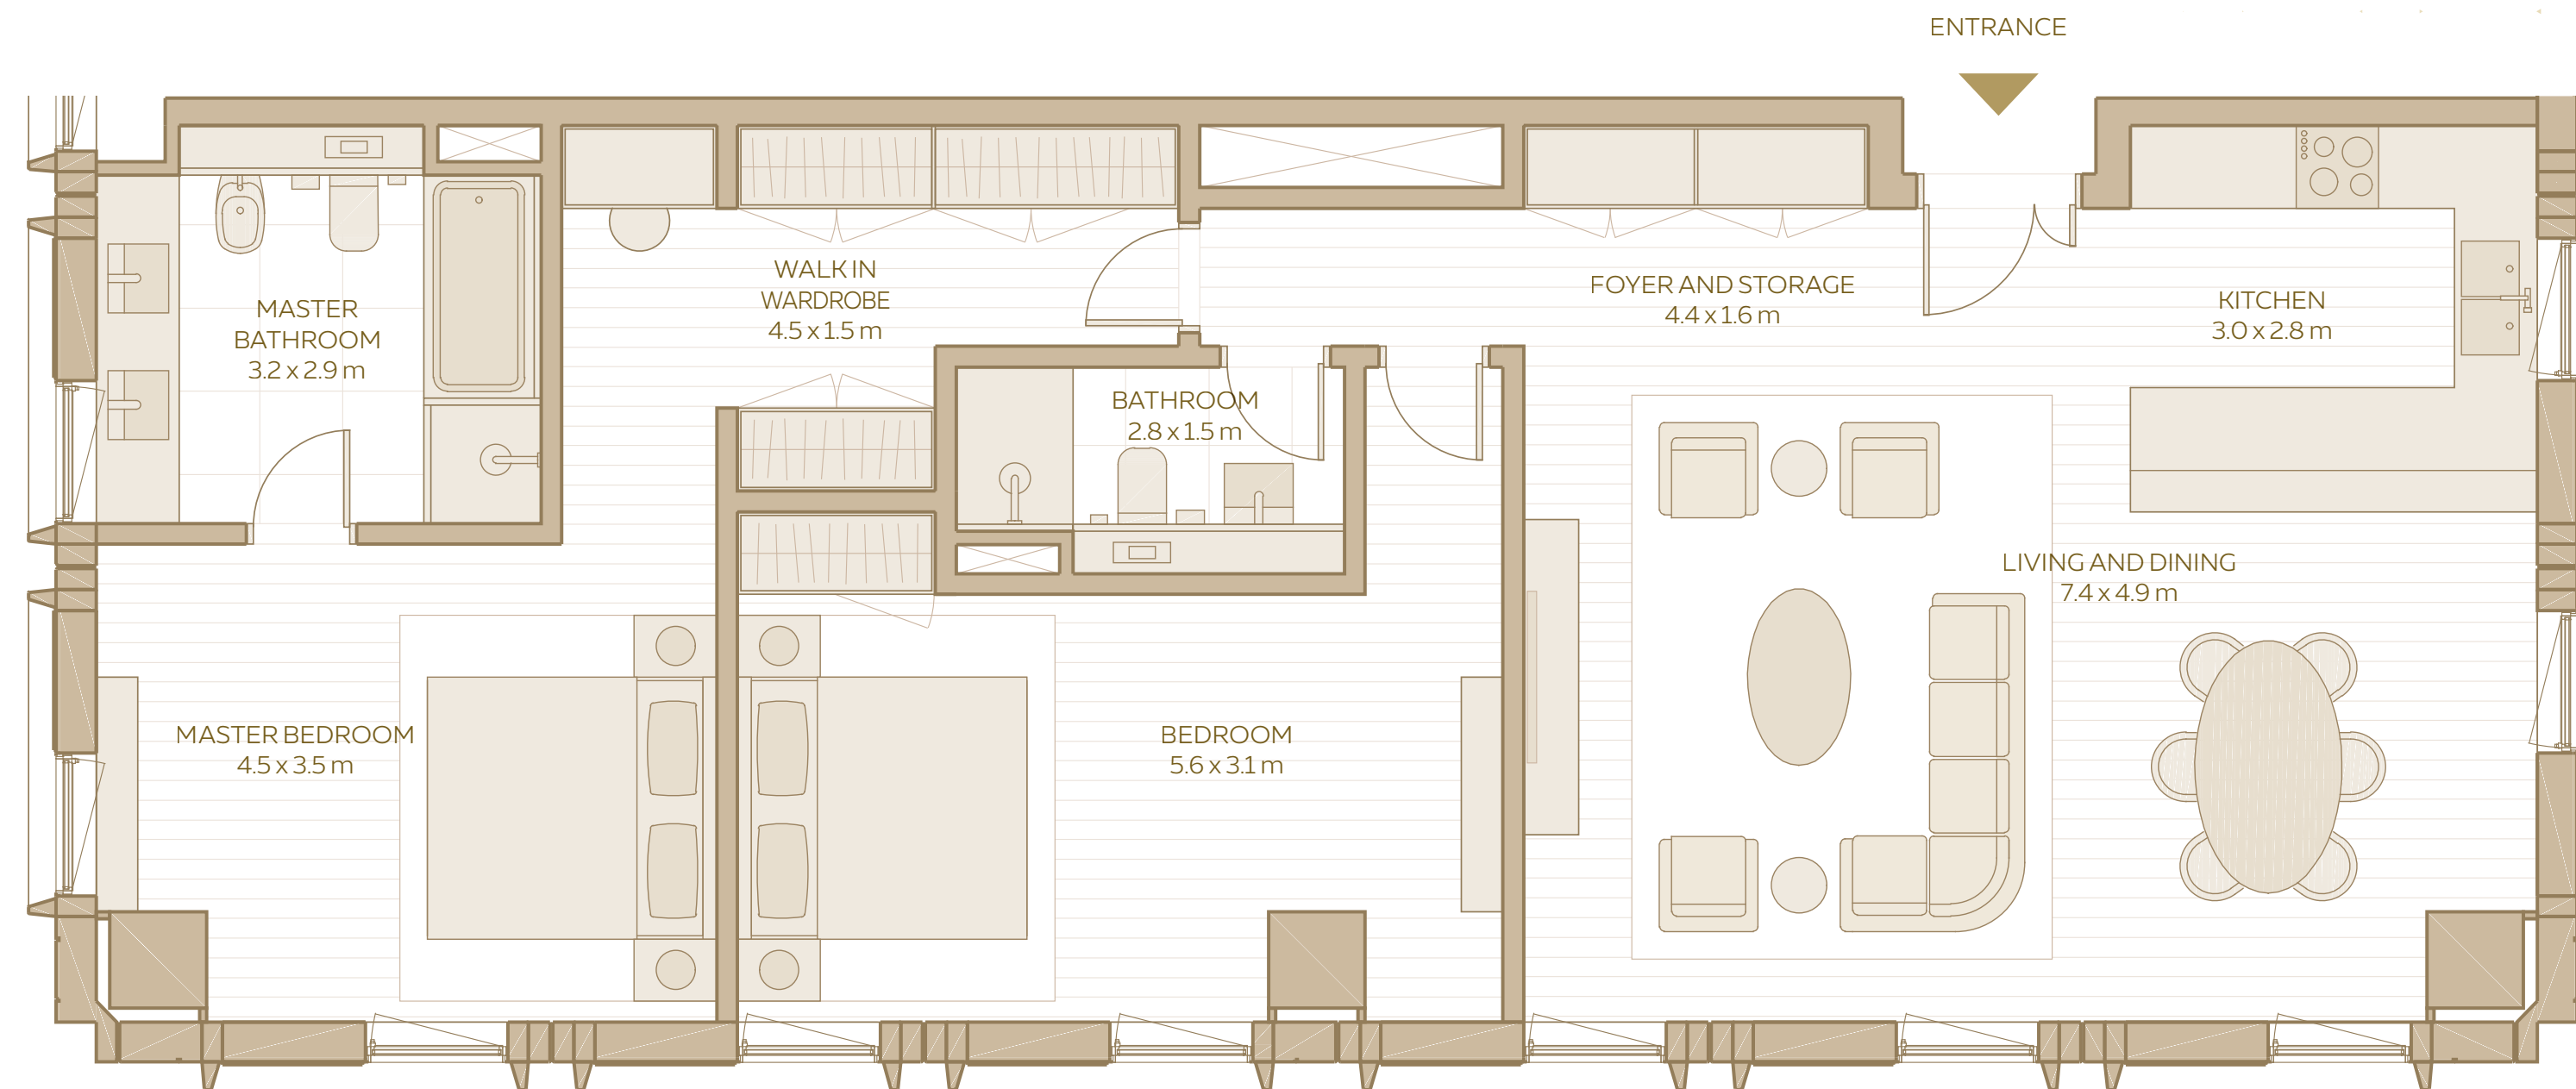 ENTRANCE
WALK IN
WARDROBE
4.5 x 1.5 m
FOYER AND STORAGE
4.4 x 1.6 m
KITCHEN
3.0 x 2.8 m
MASTER
BATHROOM
3.2 x 2.9 m
BATHROOM
2.8 x 1.5 m
LIVING AND DINING
7.4 x 4.9 m
MASTER BEDROOM
4.5 x 3.5 m
BEDROOM
5.6 x 3.1 m